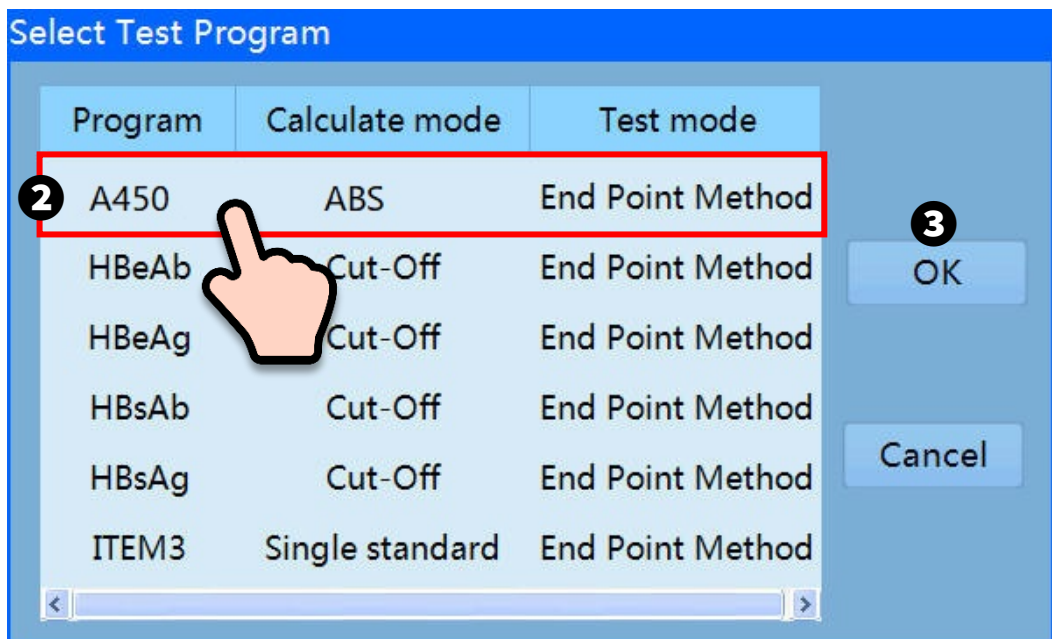 Select Test Program
Program Calculate mode Test mode
2 A450 ABS End Point Method
3
HBeAb Cut-Off End Point Method
OK
HBeAg Cut-Off End Point Method
HBsAb Cut-Off End Point Method
Cancel
HBsAg Cut-Off End Point Method
ITEM3 Single standard End Point Method